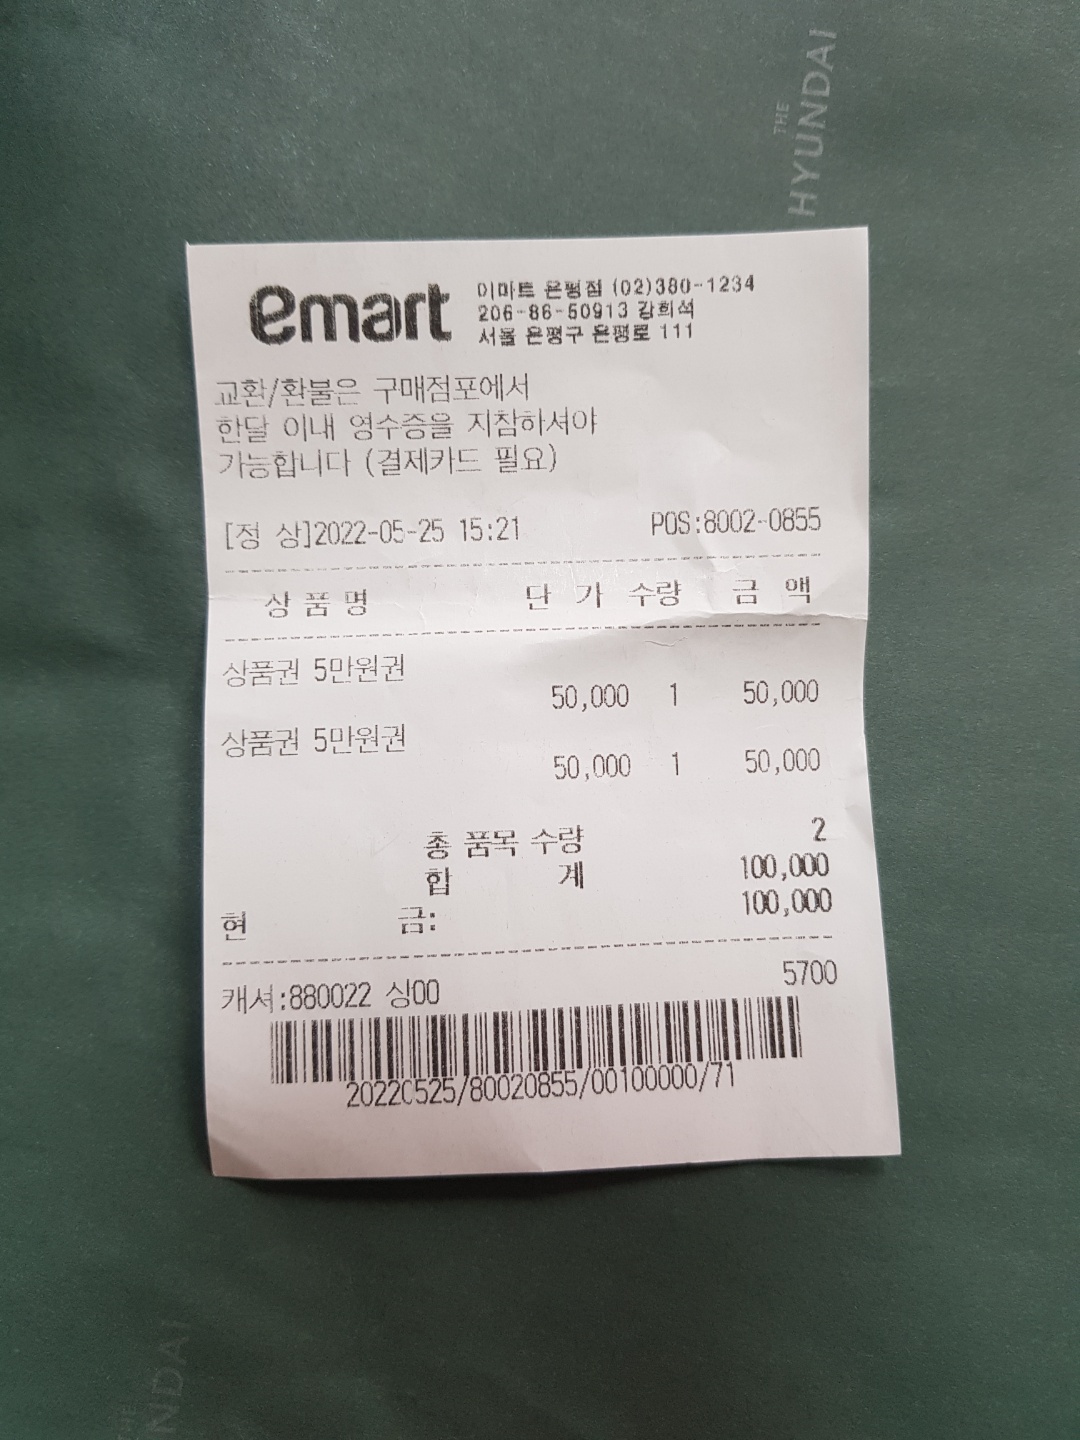 THE
HYUNDAI
emart
이마트 은평점 (02)380-1234
206-86-50913 강희석
서울 은평구 은평로 111
교환/환불은 구매점포에서
한달 이내 영수증을 지참하셔야
가능합니다 (결제카드 필요)
[정 상]2022-05-25 15:21 POS:8002-0855
상 품 명 단 가 수량 금 액
상품권 5만원권
50,000 1 50,000
상품권 5만원권
50,000 1 50,000
총 품목 수량 2
합 계 100,000
현 금: 100,000
캐셔:880022 싱00 5700
20220525/80020855/00100000/71
THE
NDAI